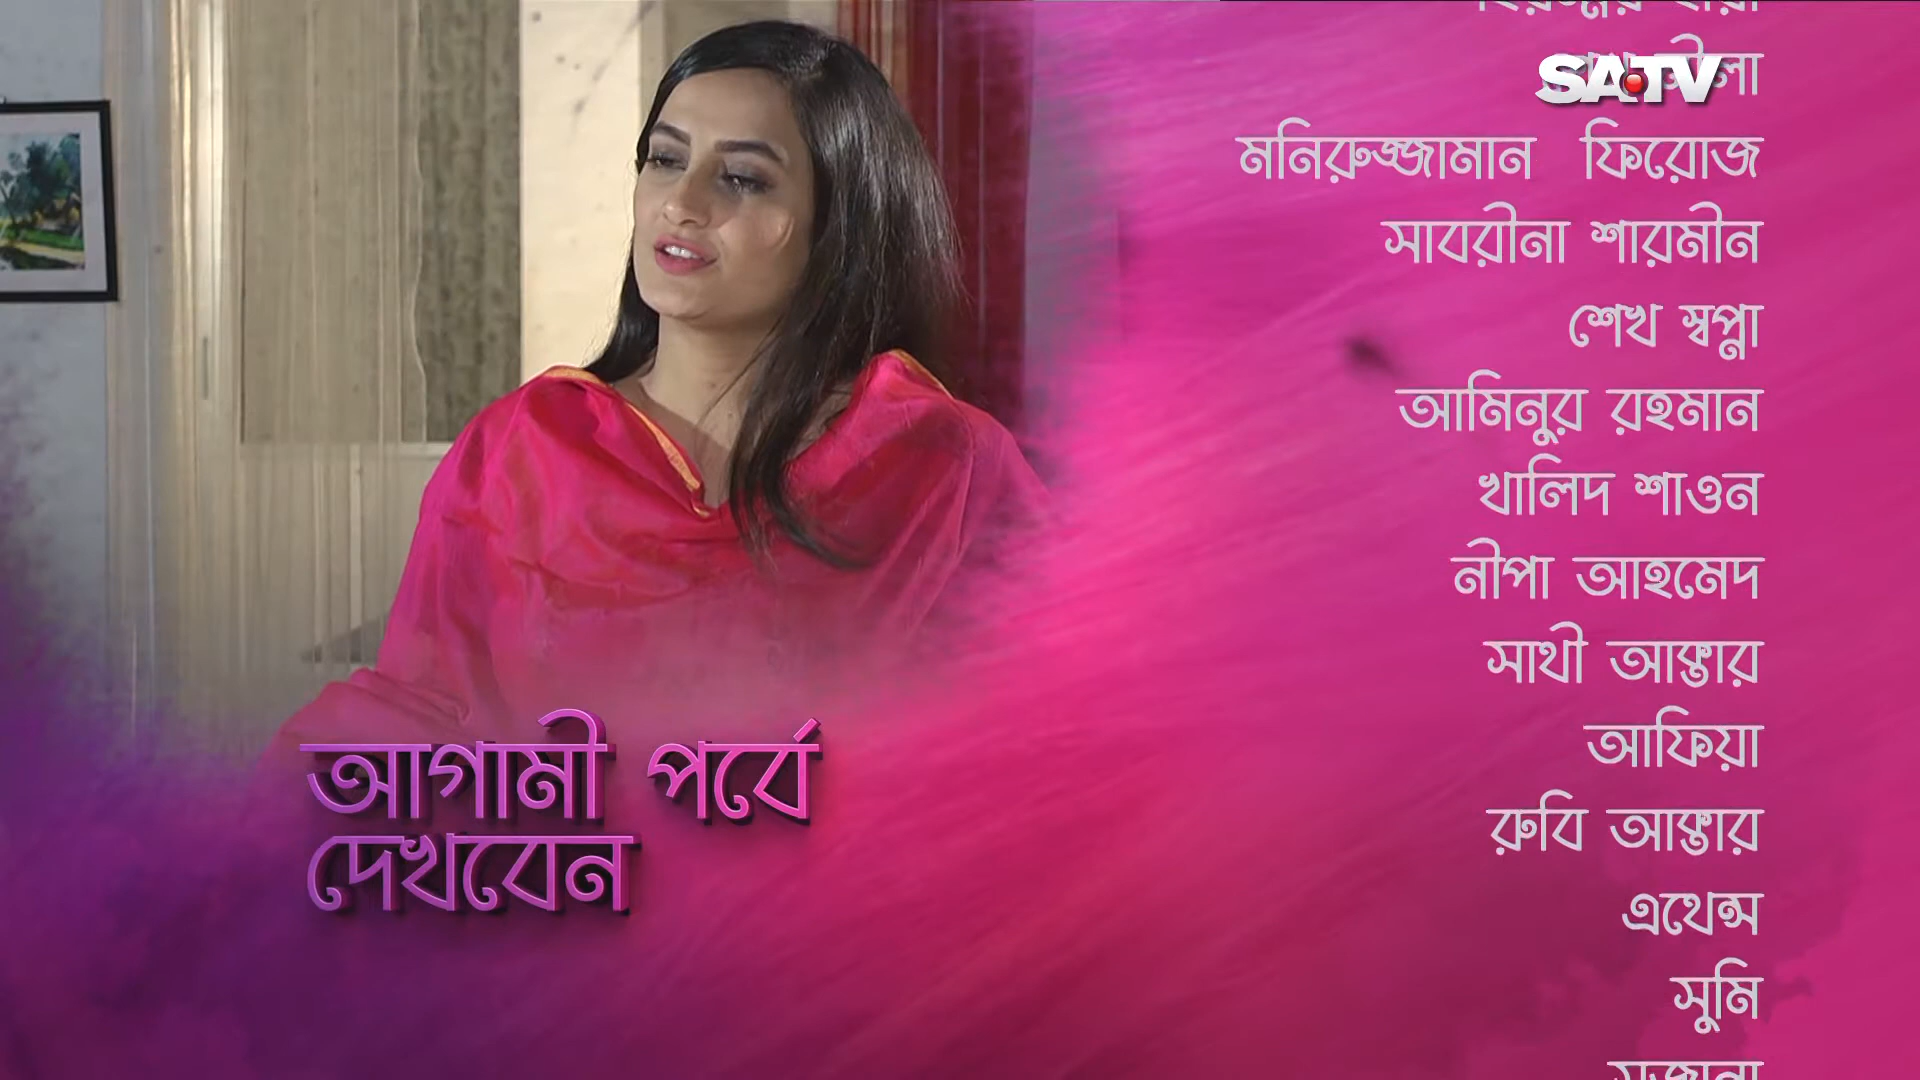 SATV
মনিরুজ্জামান ফিরোজ
সাবরীনা শারমীন
শেখ স্বপ্না
আমিনুর রহমান
খালিদ শাওন
নীপা আহমেদ
সাথী আক্তার
আফিয়া
রুবি আক্তার
এথেন্স
সুমি
আগামী পর্বে
দেখবেন